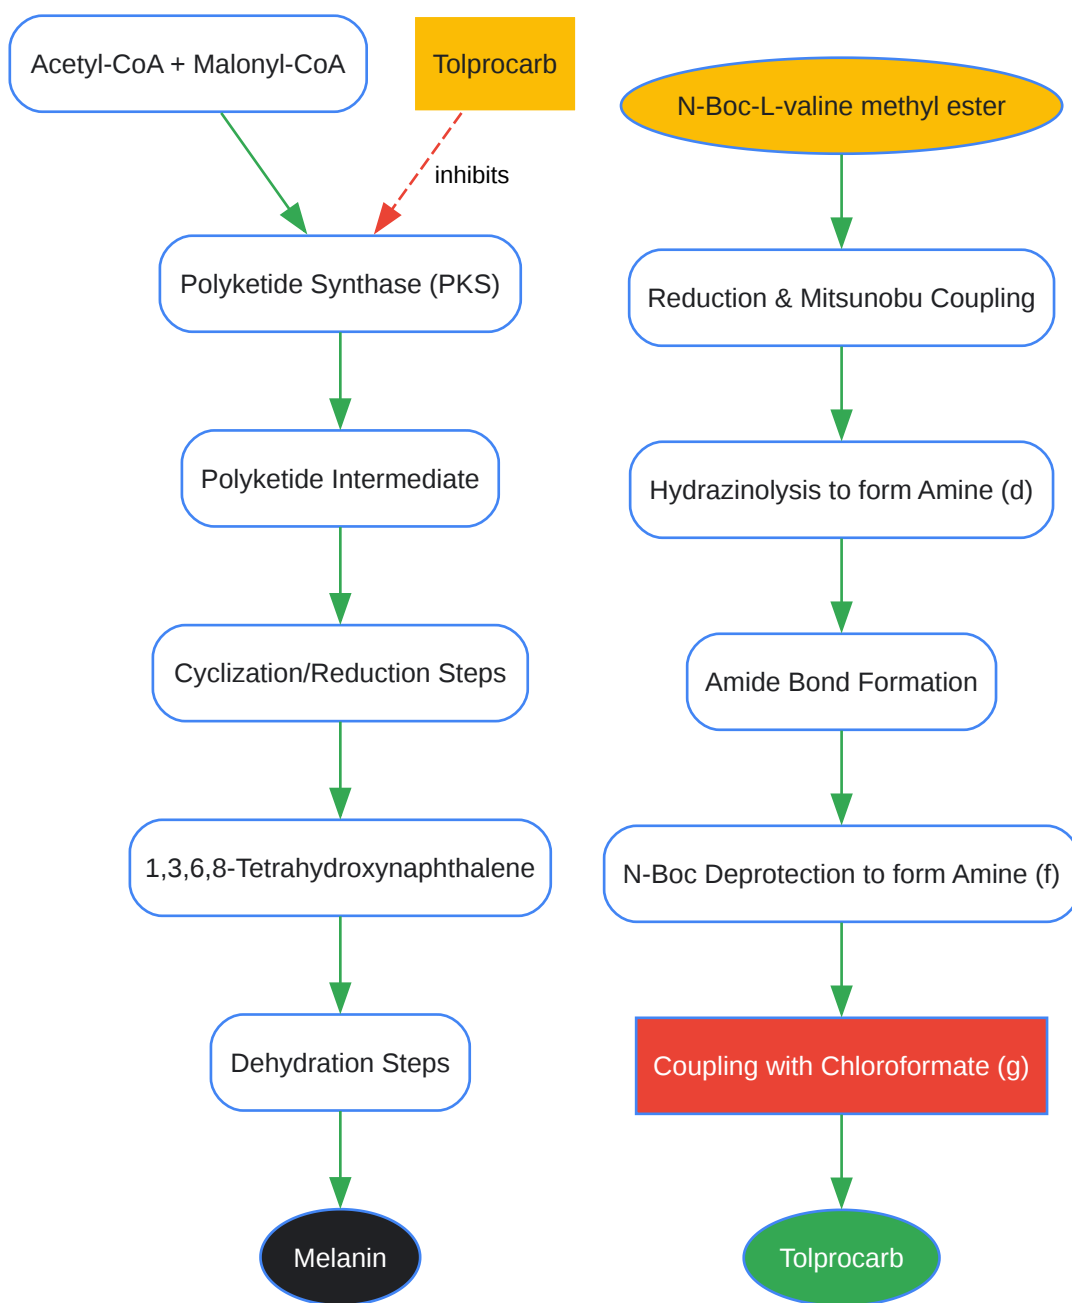 Acetyl-CoA + Malonyl-CoA
Tolprocarb
inhibits
Polyketide Synthase (PKS)
Polyketide Intermediate
Cyclization/Reduction Steps
1,3,6,8-Tetrahydroxynaphthalene
Dehydration Steps
Melanin
N-Boc-L-valine methyl ester
Reduction & Mitsunobu Coupling
Hydrazinolysis to form Amine (d)
Amide Bond Formation
N-Boc Deprotection to form Amine (f)
Coupling with Chloroformate (g)
Tolprocarb